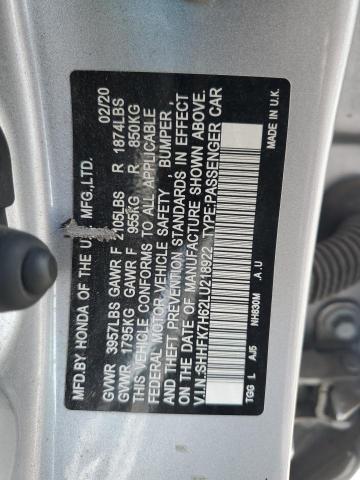 MFD.BY HONDA OF THE U.K. MFG.,LTD. 02/20
GVWR 3957LBS GAWR F 2105LBS R 1874LBS
GVWR 1795KG GAWR F 955KG R 850KG
THIS VEHICLE CONFORMS TO ALL APPLICABLE
FEDERAL MOTOR VEHICLE SAFETY BUMPER,
AND THEFT PREVENTION STANDARDS IN EFFECT
ON THE DATE OF MANUFACTURE SHOWN ABOVE.
V.I.N.:SHHFK7H62LU218922 TYPE:PASSENGER CAR
TGG L AJ5 NH830M A.U MADE IN U.K.